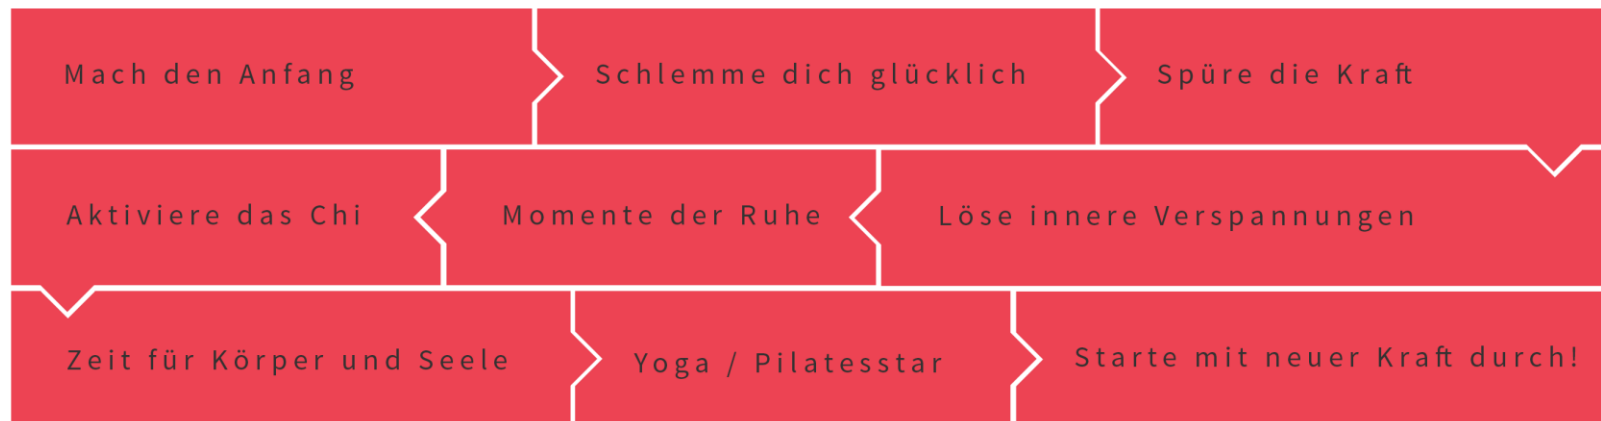 Mach den Anfang
Schlemme dich glücklich
Spüre die Kraft
Löse innere Verspannungen
Momente der Ruhe
Aktiviere das Chi
Zeit für Körper und Seele
Yoga / Pilatesstar
Starte mit neuer Kraft durch!